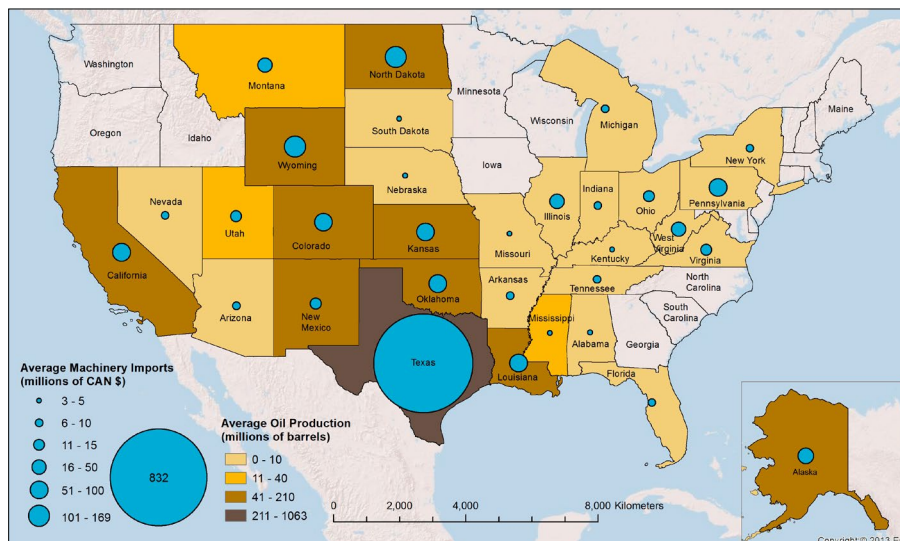 Washington
Montana
North Dakota
Minnesota
Maine
Oregon
Idaho
South Dakota
Wisconsin
Michigan
Wyoming
Iowa
New York
Nebraska
Nevada
Utah
Colorado
Kansas
Illinois
Indiana
Ohio
Pennsylvania
Missouri
West
Virginia
Kentucky
Virginia
California
Arizona
New
Mexico
Oklahoma
Arkansas
Tennessee
North
Carolina
South
Carolina
Mississippi
Alabama
Georgia
Texas
Louisiana
Florida
Alaska
Average Machinery Imports
(millions of CAN $)
3 - 5
6 - 10
11 - 15
16 - 50
51 - 100
101 - 169
832
Average Oil Production
(millions of barrels)
0 - 10
11 - 40
41 - 210
211 - 1063
0 2,000 4,000 6,000 8,000 Kilometers
Copyright © 2013